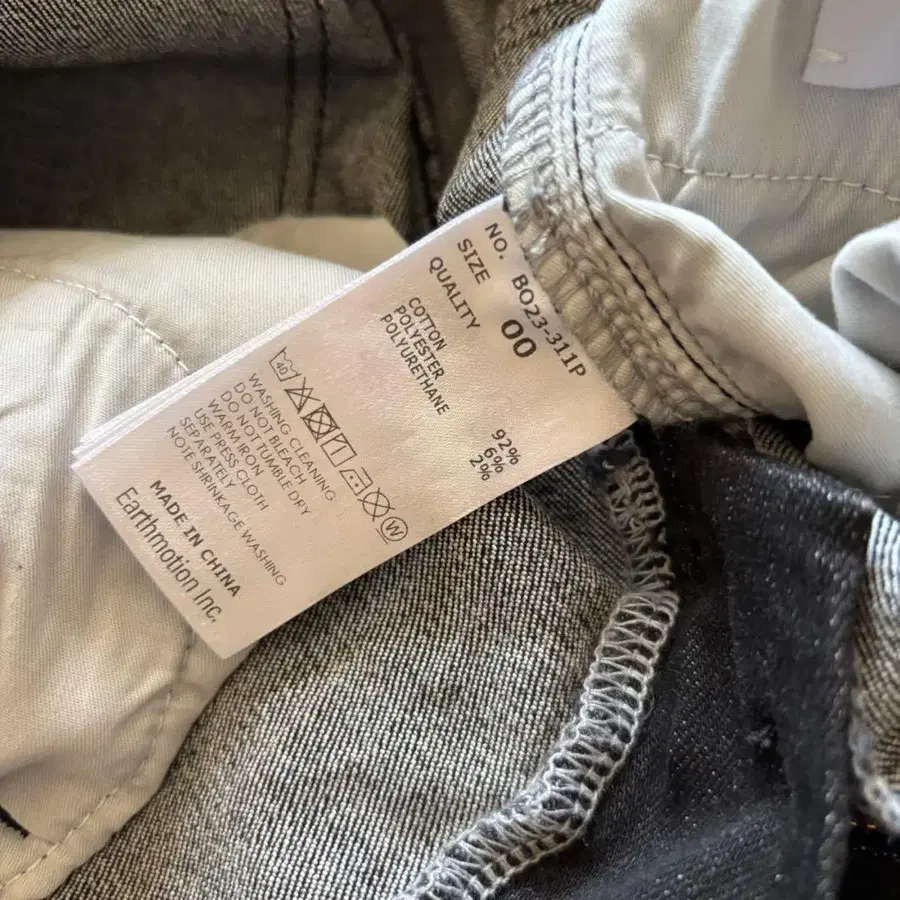 NO. BO23-311P
SIZE 00
QUALITY
COTTON 92%
POLYESTER 6%
POLYURETHANE 2%
40 W
WASHING CLEANING
DO NOT BLEACH
DO NOT TUMBLE DRY
WARM IRON
USE PRESS CLOTH
SEPARATELY
NOTE SHRINKAGE WASHING
MADE IN CHINA
Earthmotion Inc.